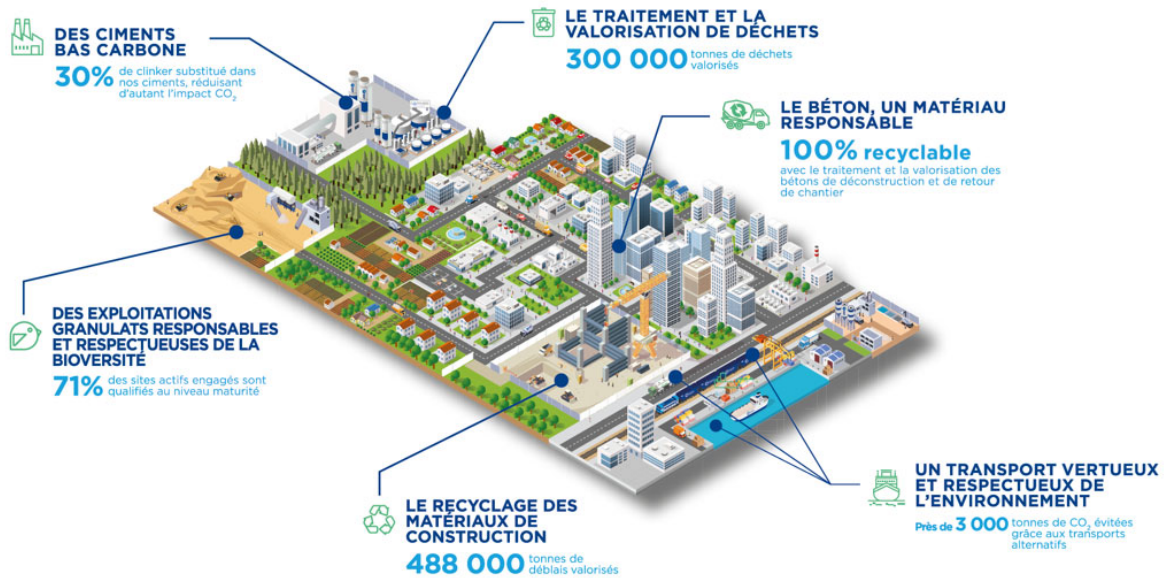 DES CIMENTS
BAS CARBONE
30% de clinker substitué dans
nos ciments, réduisant
d'autant l'impact CO₂
LE TRAITEMENT ET LA
VALORISATION DE DÉCHETS
300 000 tonnes de déchets
valorisés
LE BÉTON, UN MATÉRIAU
RESPONSABLE
100% recyclable
avec le traitement et la valorisation des
bétons de déconstruction et de retour
de chantier
DES EXPLOITATIONS
GRANULATS RESPONSABLES
ET RESPECTUEUSES DE LA
BIOVERSITÉ
71% des sites actifs engagés sont
qualifiés au niveau maturité
LE RECYCLAGE DES
MATÉRIAUX DE
CONSTRUCTION
488 000 tonnes de
déblais valorisés
UN TRANSPORT VERTUEUX
ET RESPECTUEUX DE
L'ENVIRONNEMENT
Près de 3 000 tonnes de CO₂ évitées
grâce aux transports
alternatifs